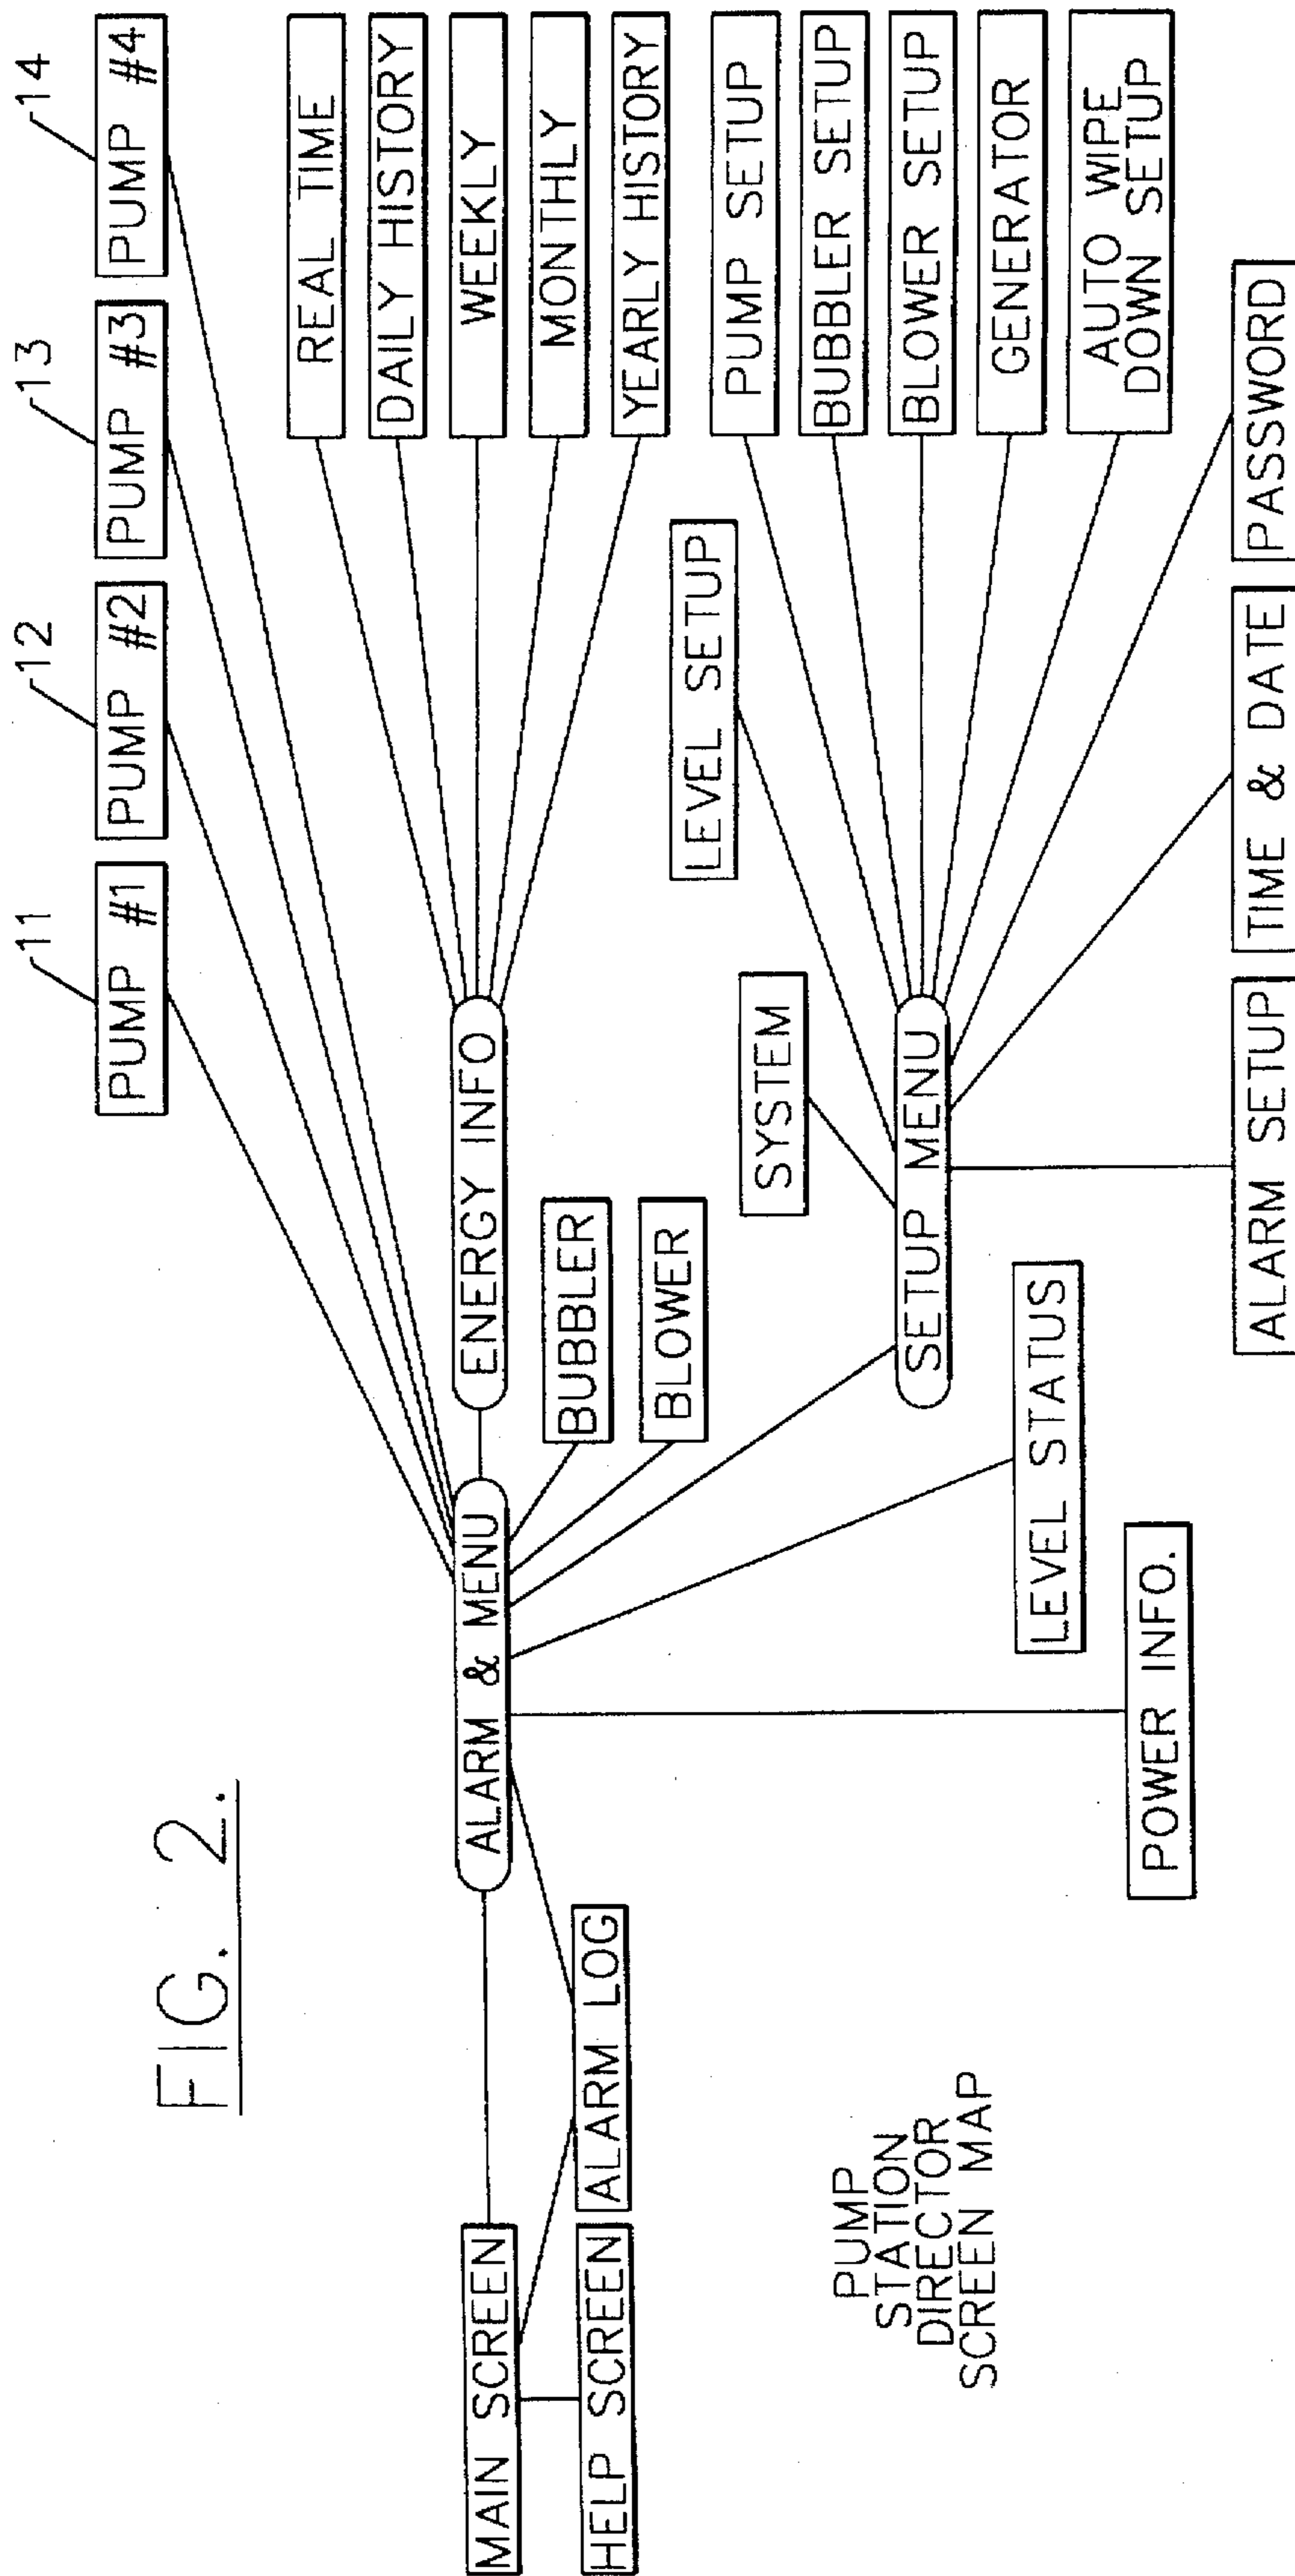 FIG. 2.
11
12
13
14
PUMP #1
PUMP #2
PUMP #3
PUMP #4
REAL TIME
DAILY HISTORY
WEEKLY
MONTHLY
YEARLY HISTORY
MAIN SCREEN
ALARM & MENU
ENERGY INFO
HELP SCREEN
ALARM LOG
BUBBLER
BLOWER
LEVEL SETUP
SYSTEM
PUMP SETUP
BUBBLER SETUP
BLOWER SETUP
GENERATOR
AUTO WIPE
DOWN SETUP
SETUP MENU
LEVEL STATUS
POWER INFO.
ALARM SETUP
TIME & DATE
PASSWORD
PUMP
STATION
DIRECTOR
SCREEN MAP